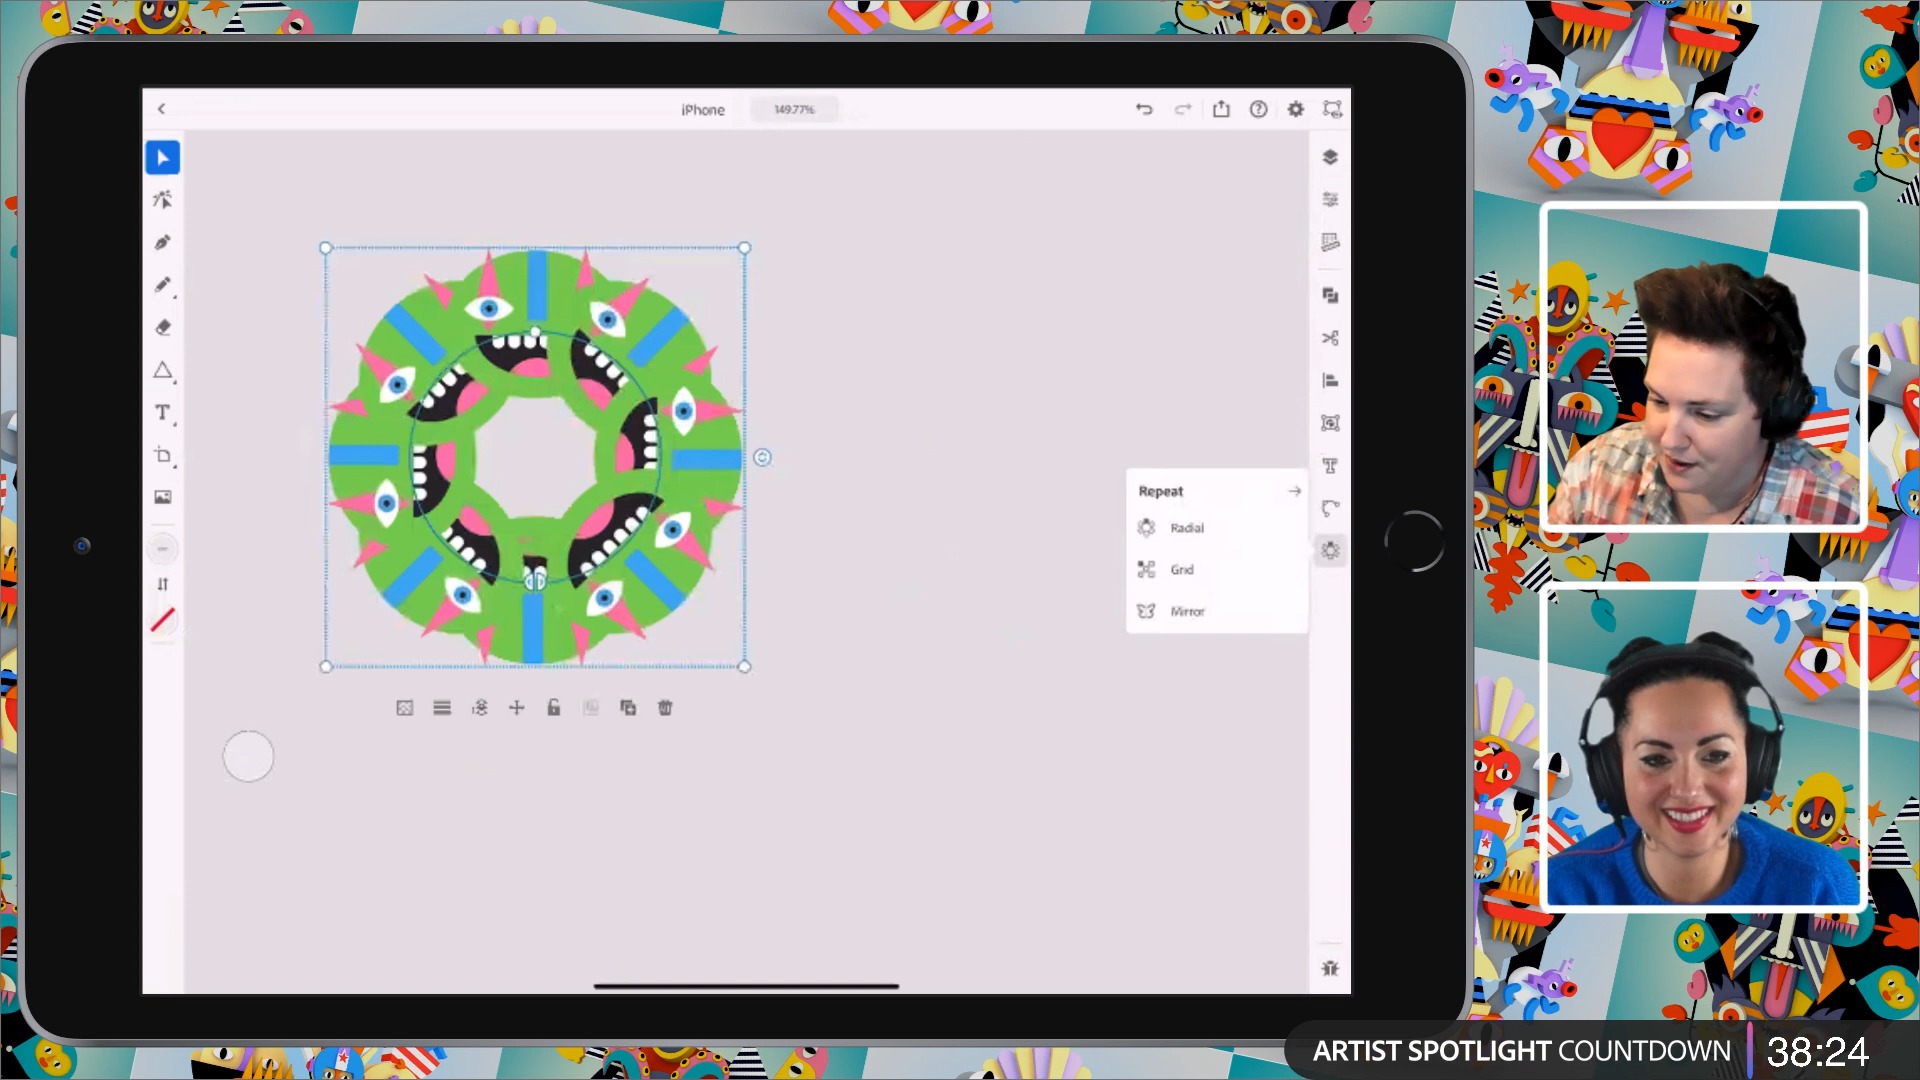 iPhone
149.77%
T
Repeat
Radial
Grid
Mirror
T
ARTIST SPOTLIGHT COUNTDOWN 38:24